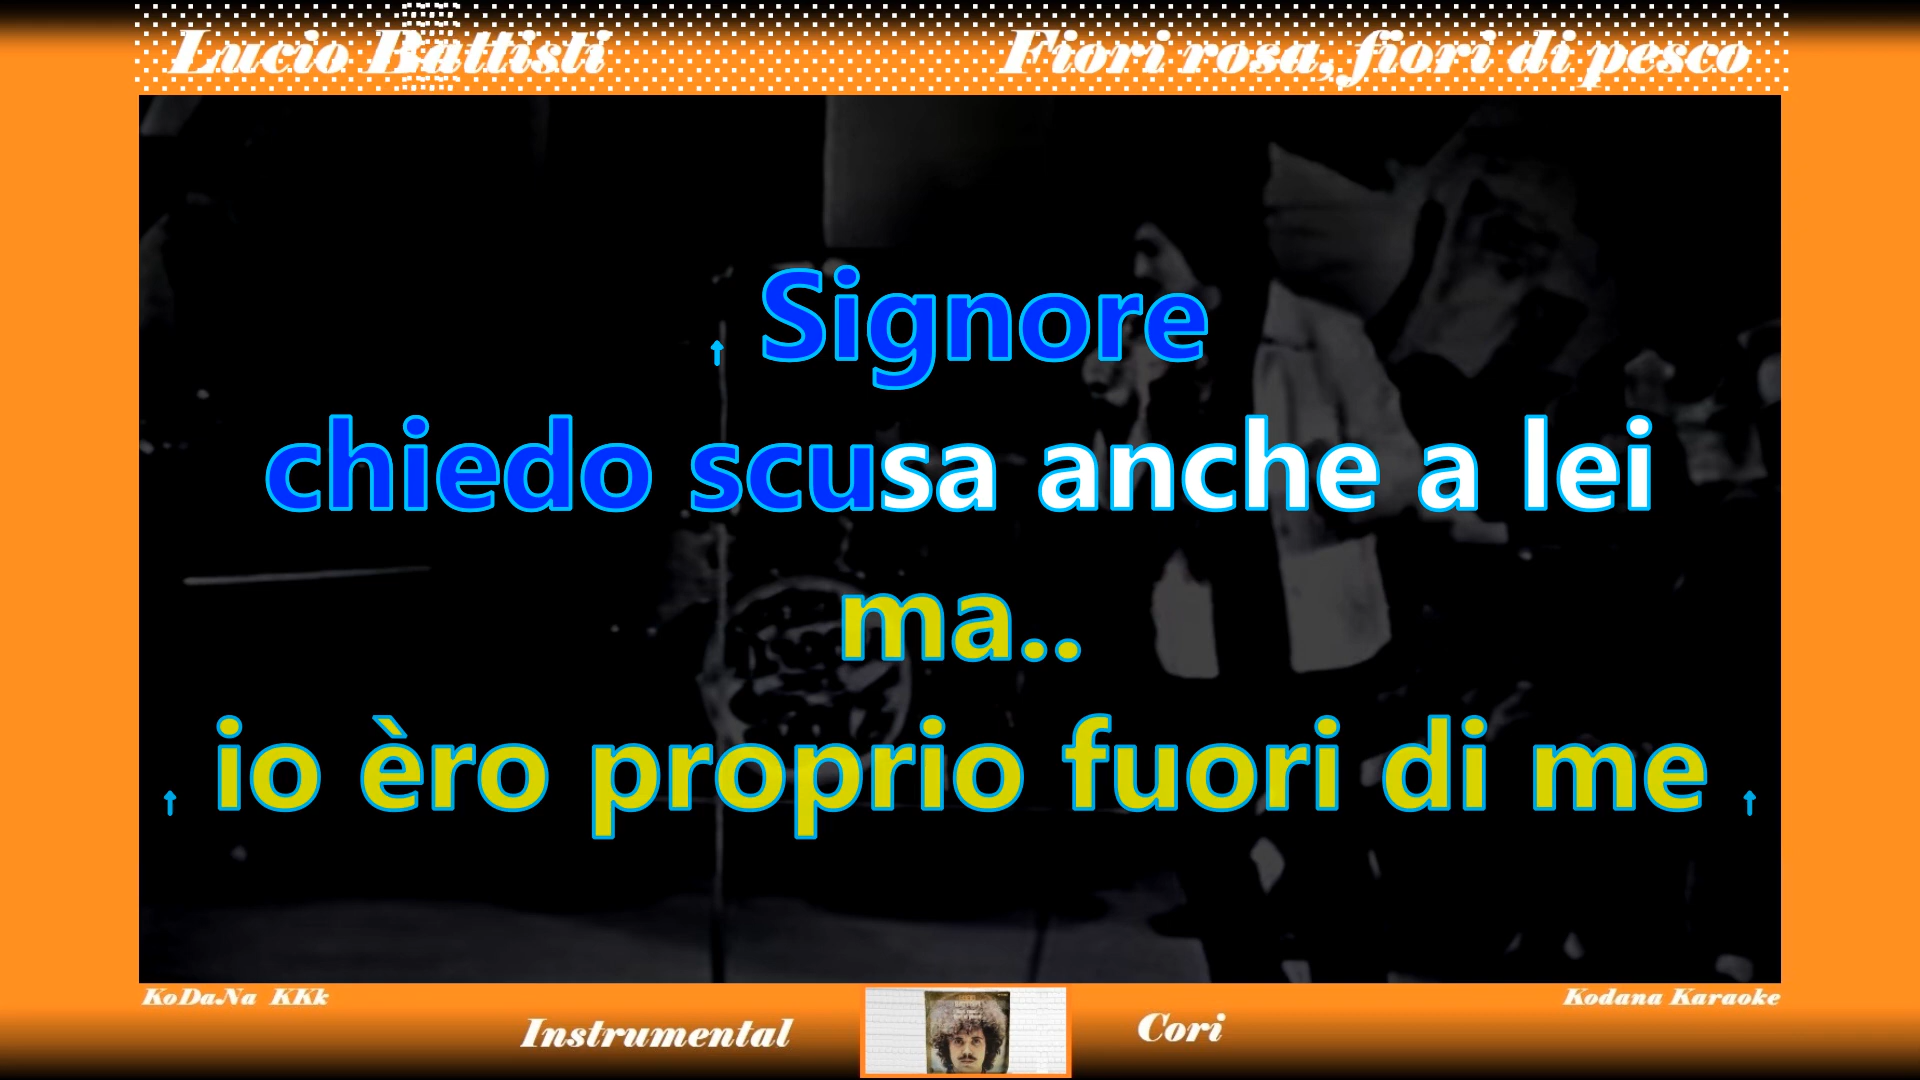 Lucio Battisti
Fiori rosa, fiori di pesco
↑ Signore
chiedo scusa anche a lei
ma..
↑ io èro proprio fuori di me ↑
KoDaNa KKk
Kodana Karaoke
Instrumental
Cori